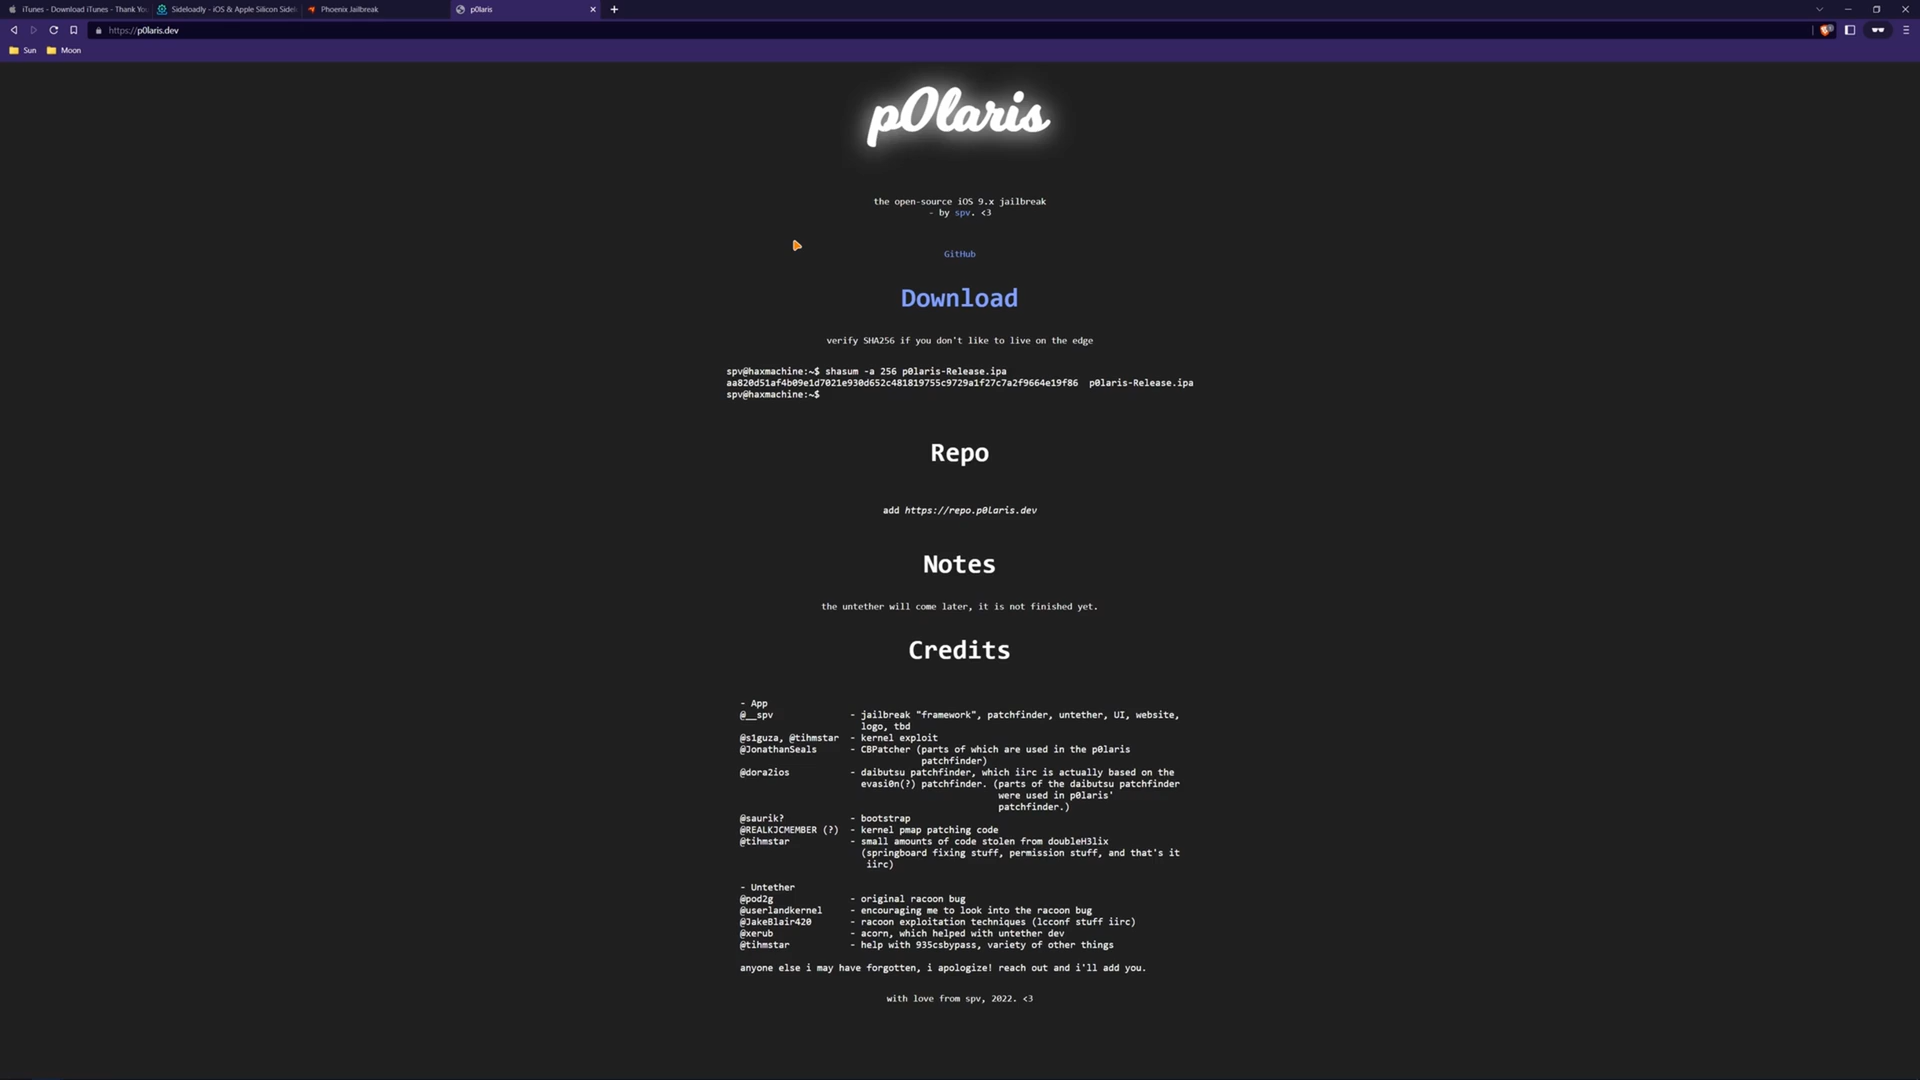 iTunes - Download iTunes - Thank Yo
Sideloadly - iOS & Apple Silicon Sidel
Phoenix Jailbreak
p0laris
https://p0laris.dev
Sun
Moon
p0laris
the open-source iOS 9.x jailbreak
- by spv. <3
GitHub
Download
verify SHA256 if you don't like to live on the edge
spv@haxmachine:~$ shasum -a 256 p0laris-Release.ipa
aa820d51af4b09e1d7021e930d652c481819755c9729a1f27c7a2f9664e19f86  p0laris-Release.ipa
spv@haxmachine:~$
Repo
add https://repo.p0laris.dev
Notes
the untether will come later, it is not finished yet.
Credits
- App
@__spv - jailbreak "framework", patchfinder, untether, UI, website,
logo, tbd
@s1guza, @tihmstar - kernel exploit
@JonathanSeals - CBPatcher (parts of which are used in the p0laris
patchfinder)
@dora2ios - daibutsu patchfinder, which iirc is actually based on the
evasi0n(?) patchfinder. (parts of the daibutsu patchfinder
were used in p0laris'
patchfinder.)
@saurik? - bootstrap
@REALKJCMEMBER (?) - kernel pmap patching code
@tihmstar - small amounts of code stolen from doubleH3lix
(springboard fixing stuff, permission stuff, and that's it
iirc)
- Untether
@pod2g - original racoon bug
@userlandkernel - encouraging me to look into the racoon bug
@JakeBlair420 - racoon exploitation techniques (lcconf stuff iirc)
@xerub - acorn, which helped with untether dev
@tihmstar - help with 935csbypass, variety of other things
anyone else i may have forgotten, i apologize! reach out and i'll add you.
with love from spv, 2022. <3